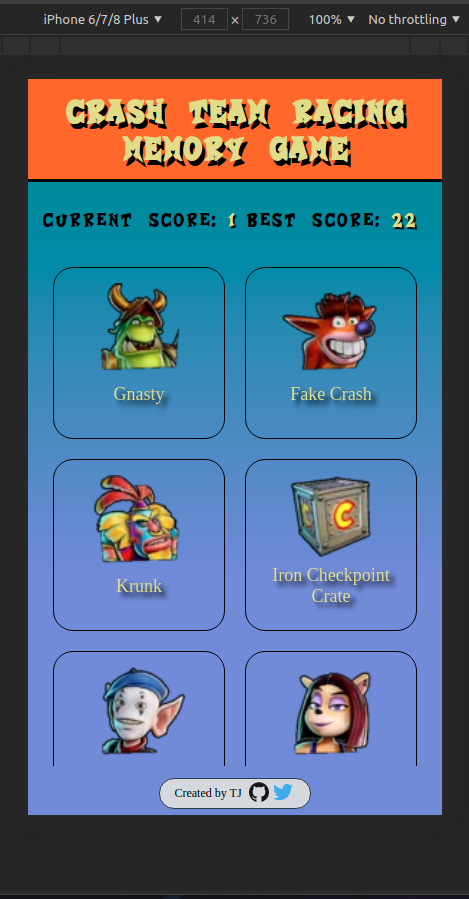 iPhone 6/7/8 Plus ▼ 414 × 736 100% ▼ No throttling ▼
CRASH TEAM RACING
MEMORY GAME
CURRENT SCORE: 1 BEST SCORE: 22
Gnasty Fake Crash
Krunk Iron Checkpoint
Crate
Created by TJ